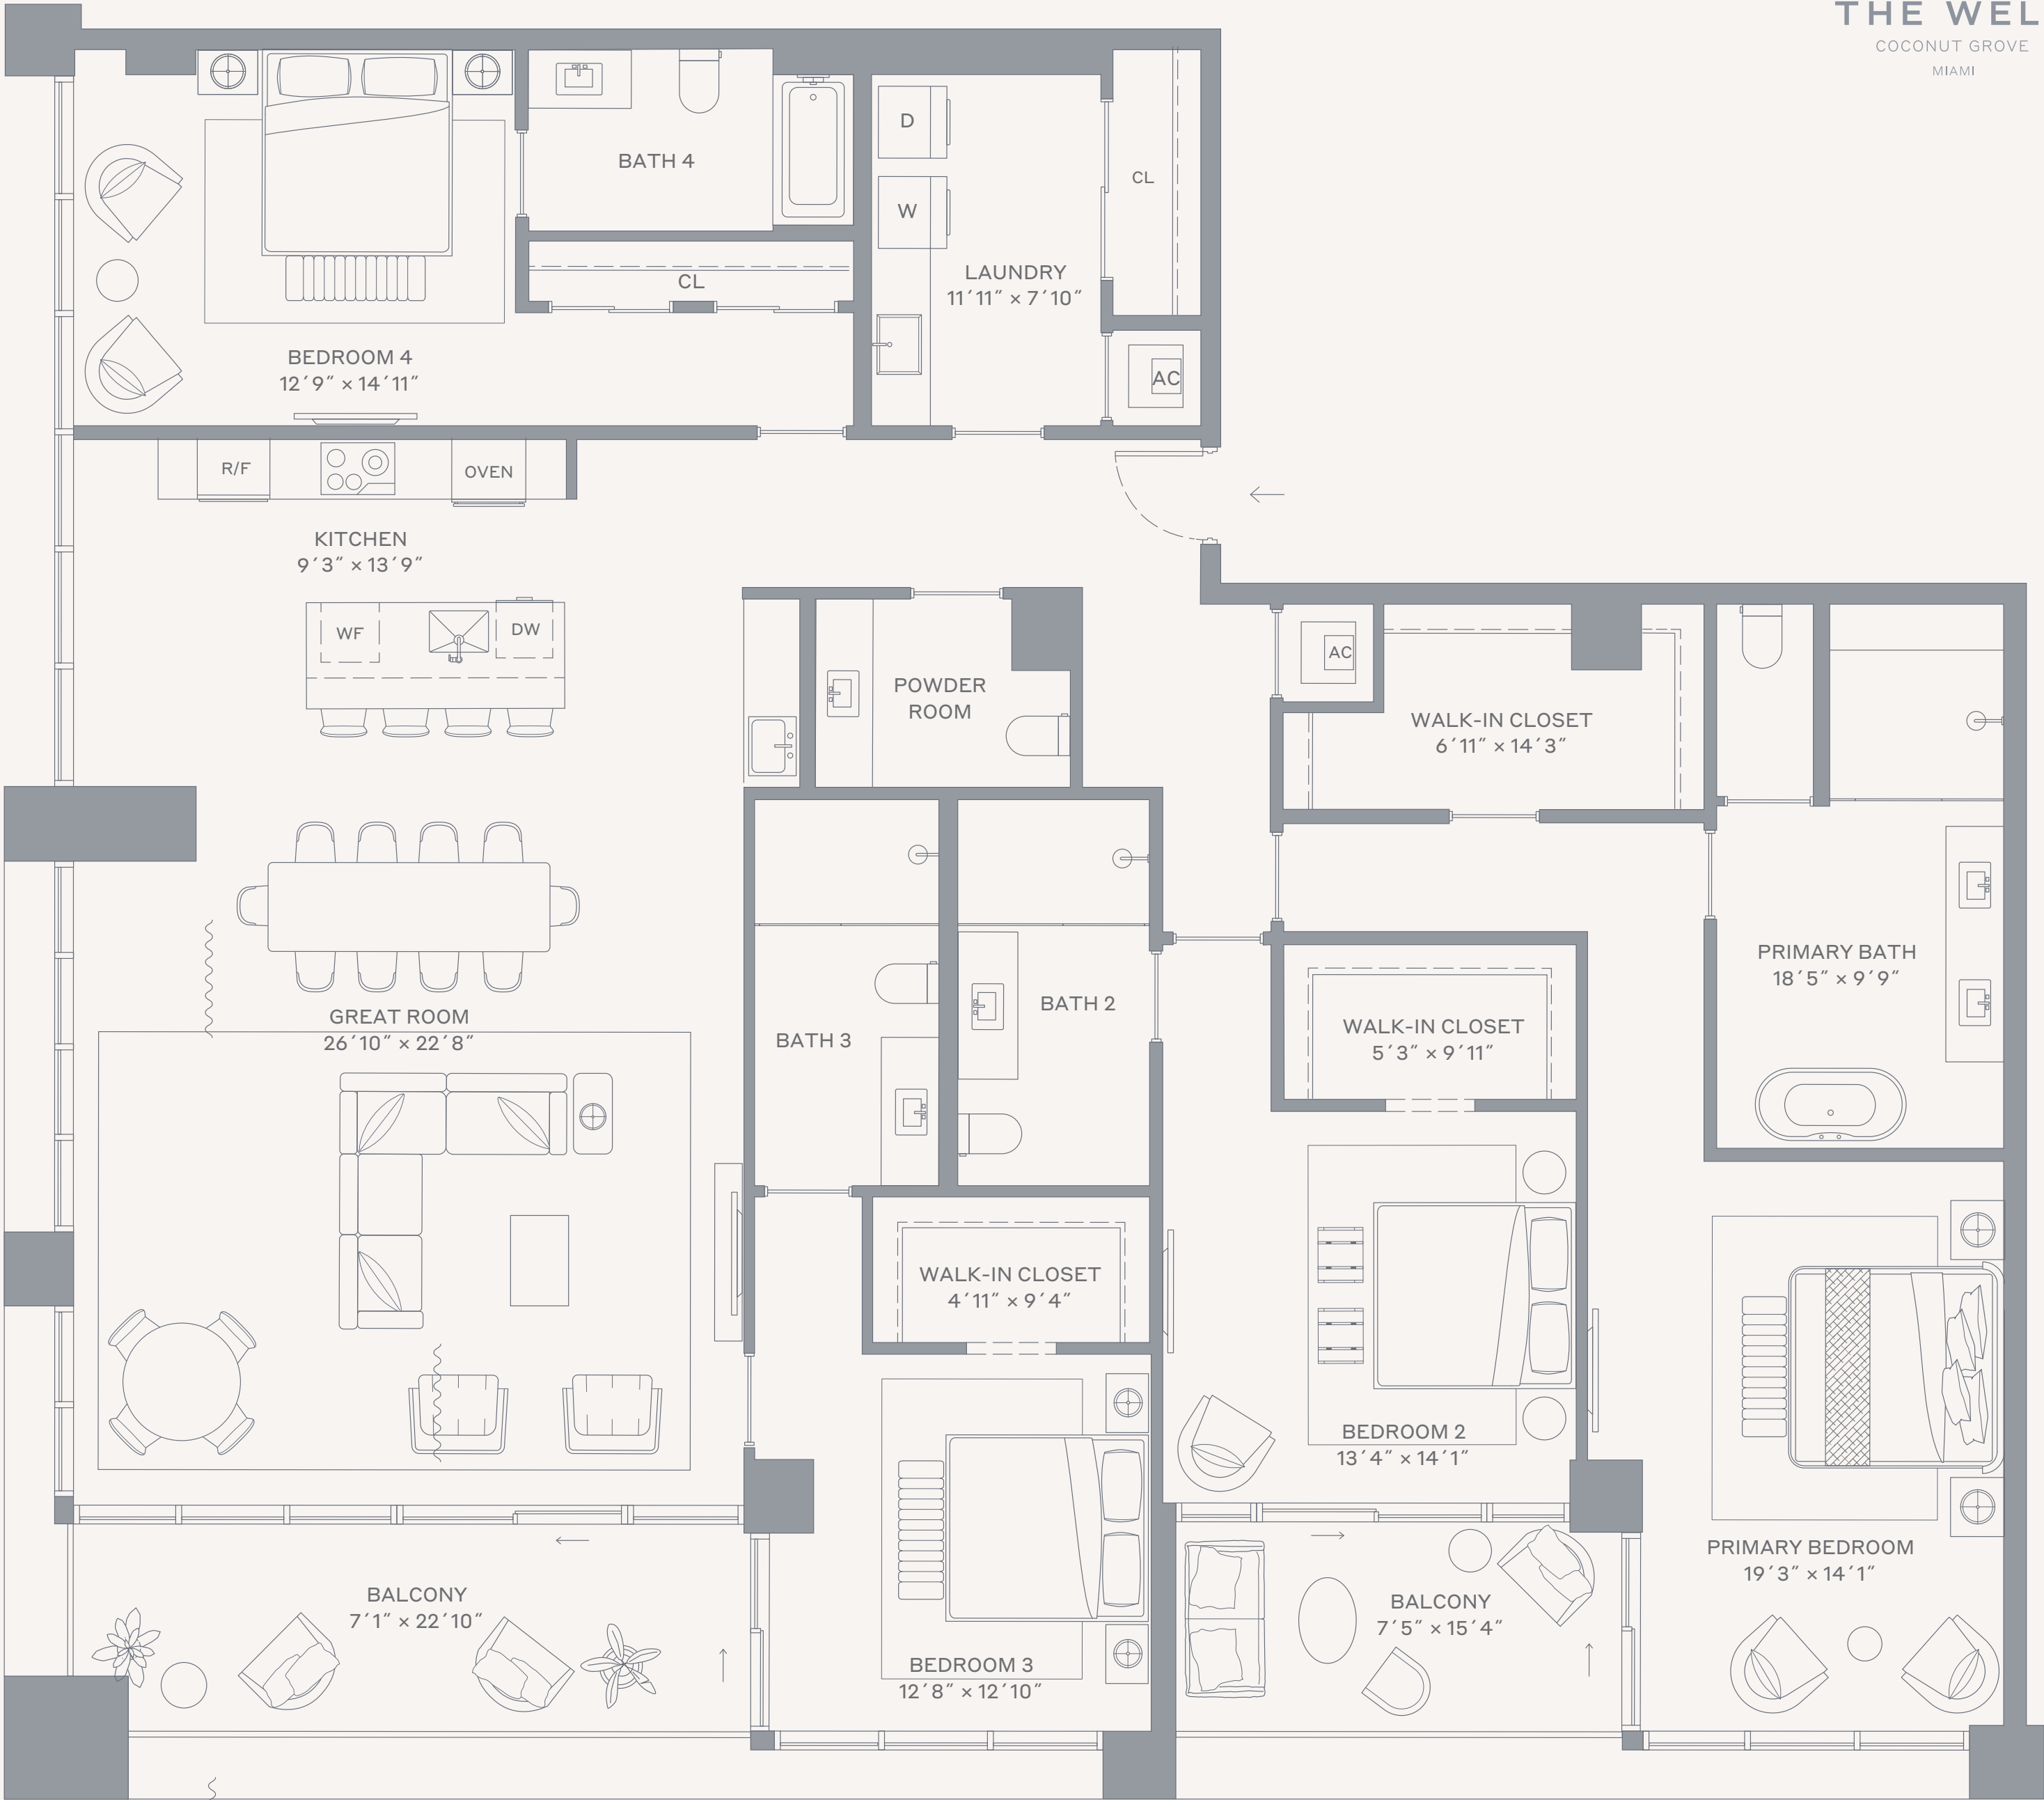 THE WEL
COCONUT GROVE
MIAMI
BATH 4
D
W
CL
CL
LAUNDRY
11´11˝ × 7´10˝
BEDROOM 4
12´9˝ × 14´11˝
AC
R/F
OVEN
KITCHEN
9´3˝ × 13´9˝
WF
DW
POWDER
ROOM
AC
WALK-IN CLOSET
6´11˝ × 14´3˝
PRIMARY BATH
18´5˝ × 9´9˝
GREAT ROOM
26´10˝ × 22´8˝
BATH 3
BATH 2
WALK-IN CLOSET
5´3˝ × 9´11˝
WALK-IN CLOSET
4´11˝ × 9´4˝
BEDROOM 2
13´4˝ × 14´1˝
PRIMARY BEDROOM
19´3˝ × 14´1˝
BALCONY
7´1˝ × 22´10˝
BALCONY
7´5˝ × 15´4˝
BEDROOM 3
12´8˝ × 12´10˝